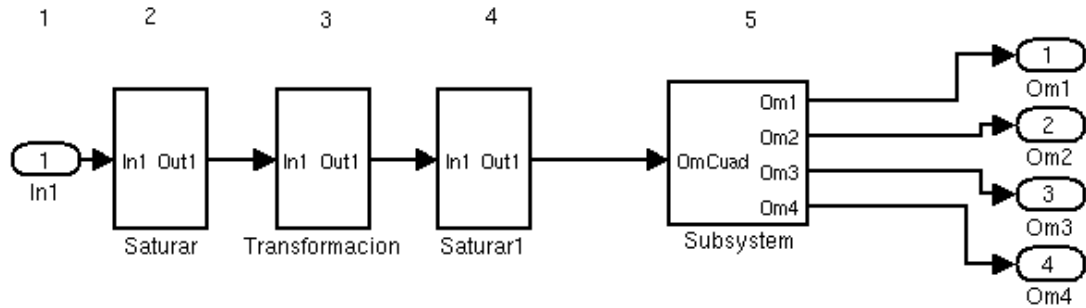 1 2 3 4 5
1
Om1
Om1
Om2
2
Om2
1
In1 Out1
In1 Out1
In1 Out1
OmCuad
Om3
3
Om3
Om4
4
Om4
In1
Saturar
Transformacion
Saturar1
Subsystem